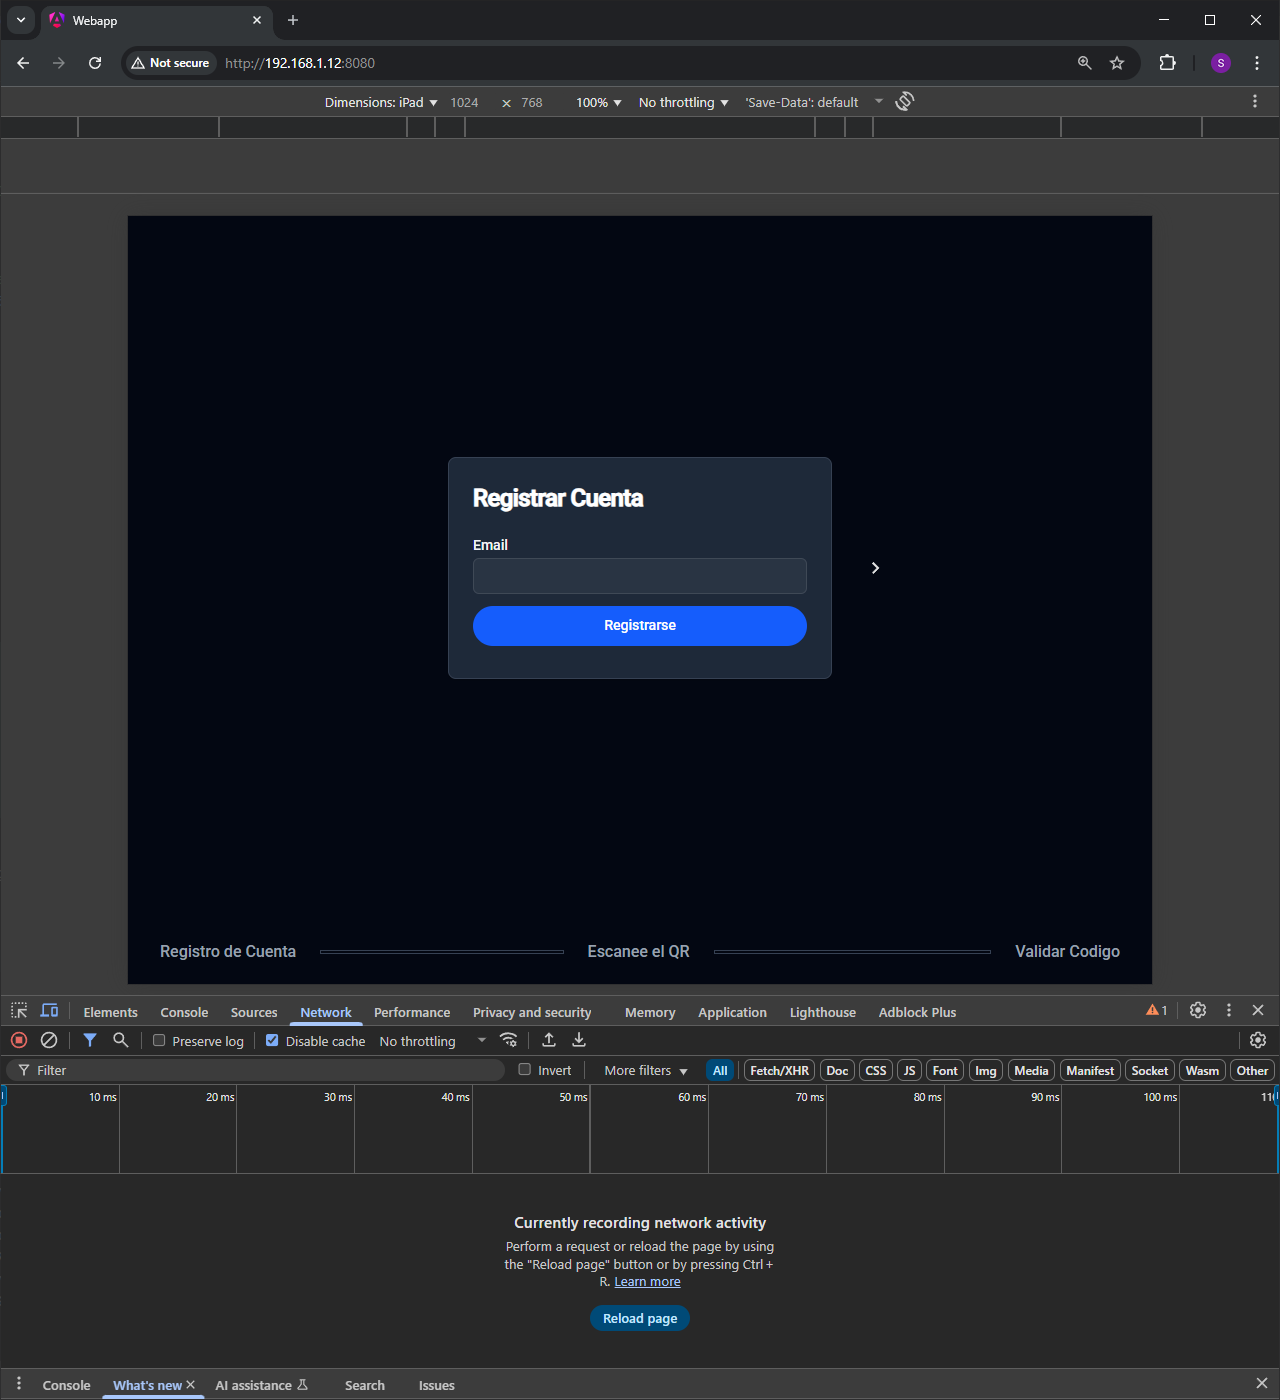 Webapp
Not secure http://192.168.1.12:8080 S
Dimensions: iPad 1024 × 768 100% No throttling 'Save-Data': default
Registrar Cuenta
Email
Registrarse
Registro de Cuenta Escanee el QR Validar Codigo
Elements Console Sources Network Performance Privacy and security Memory Application Lighthouse Adblock Plus 1
Preserve log Disable cache No throttling
Filter Invert More filters All Fetch/XHR Doc CSS JS Font Img Media Manifest Socket Wasm Other
10 ms 20 ms 30 ms 40 ms 50 ms 60 ms 70 ms 80 ms 90 ms 100 ms
Currently recording network activity
Perform a request or reload the page by using
the "Reload page" button or by pressing Ctrl +
R. Learn more
Reload page
Console What's new AI assistance Search Issues